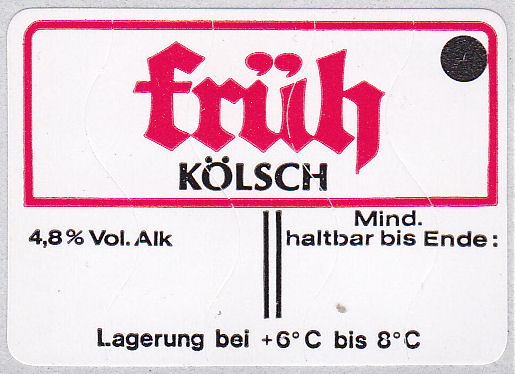 früh
KÖLSCH
4,8% Vol. Alk
Mind.
haltbar bis Ende:
Lagerung bei +6°C bis 8°C